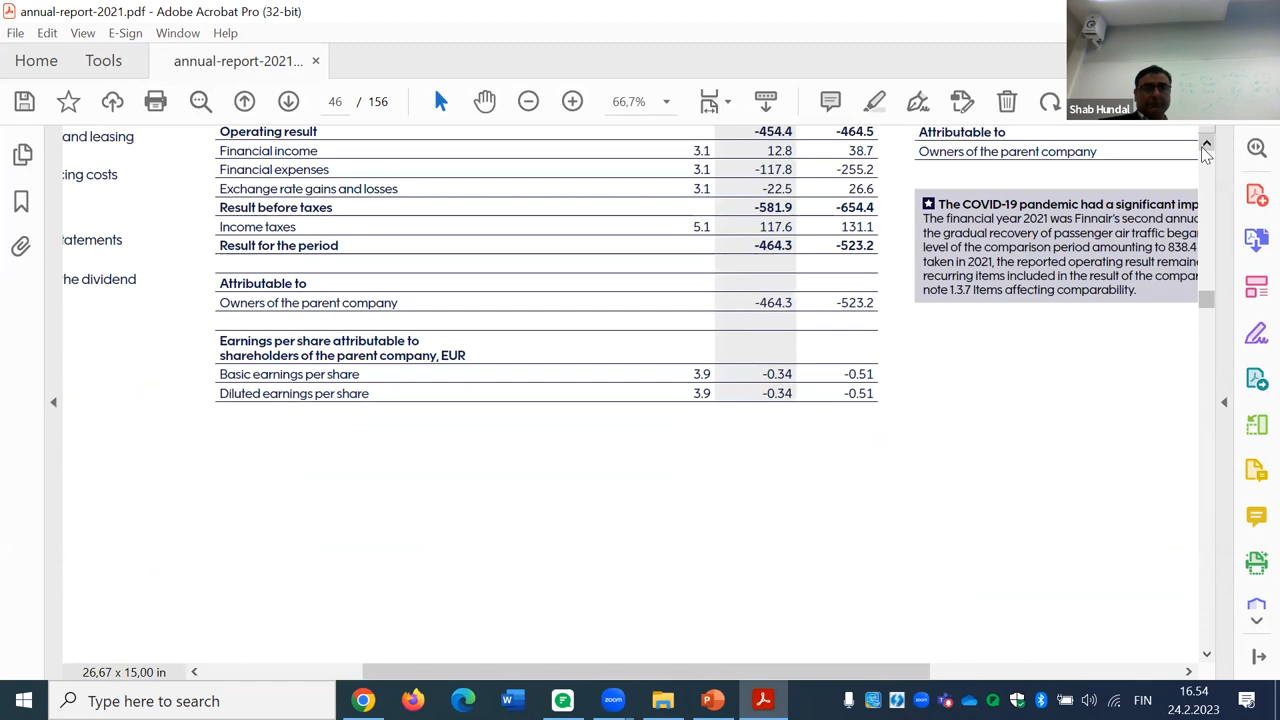 annual-report-2021.pdf - Adobe Acrobat Pro (32-bit)
File Edit View E-Sign Window Help
Home Tools annual-report-2021... ×
46 / 156 66,7%
Shab Hundal
and leasing
cing costs
tatements
he dividend
Operating result -454.4 -464.5
Financial income 3.1 12.8 38.7
Financial expenses 3.1 -117.8 -255.2
Exchange rate gains and losses 3.1 -22.5 26.6
Result before taxes -581.9 -654.4
Income taxes 5.1 117.6 131.1
Result for the period -464.3 -523.2
Attributable to
Owners of the parent company -464.3 -523.2
Earnings per share attributable to
shareholders of the parent company, EUR
Basic earnings per share 3.9 -0.34 -0.51
Diluted earnings per share 3.9 -0.34 -0.51
Attributable to
Owners of the parent company
The COVID-19 pandemic had a significant imp
The financial year 2021 was Finnair's second annu
the gradual recovery of passenger air traffic began
level of the comparison period amounting to 838.4
taken in 2021, the reported operating result remaine
recurring items included in the result of the compar
note 1.3.7 Items affecting comparability.
26,67 x 15,00 in
Type here to search
FIN
16.54
24.2.2023